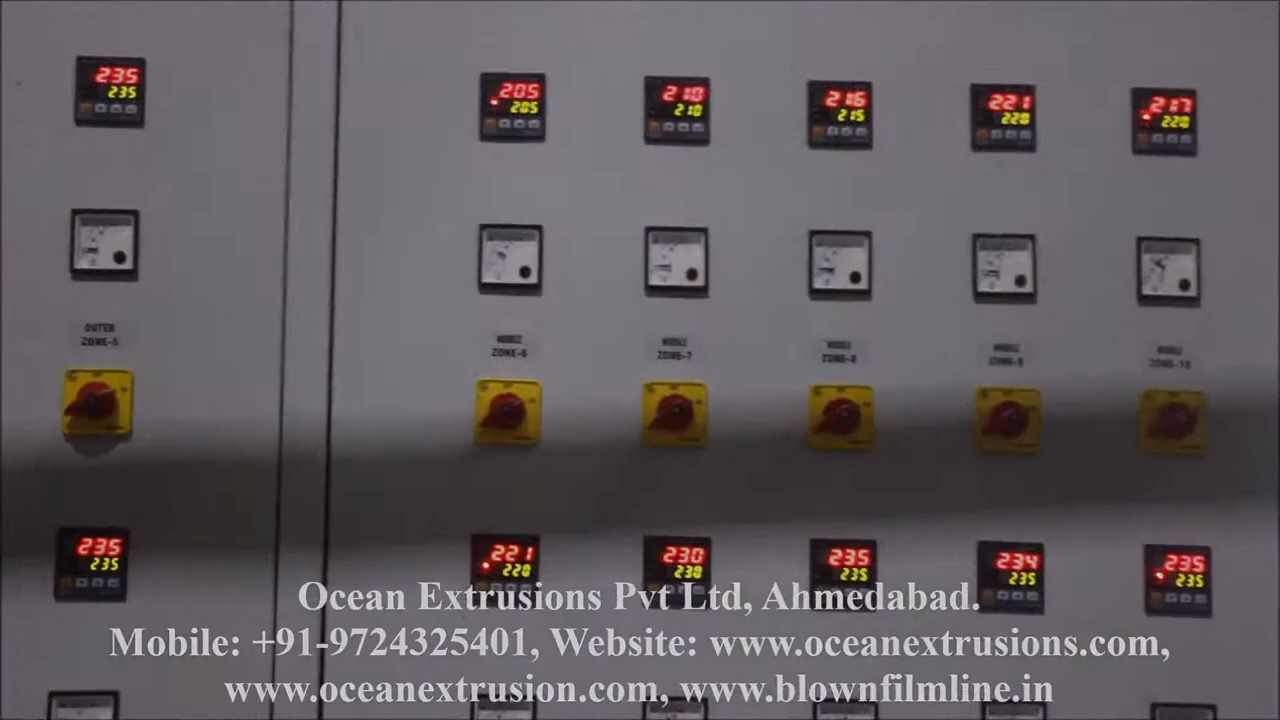 235 205 210 216 221 217
235 205 210 215 220 220
OUTER
ZONE-5 ZONE-6 ZONE-7 ZONE-8 ZONE-9 ZONE-10
235 221 230 235 234 235
235 220 230 235 235 235
Ocean Extrusions Pvt Ltd, Ahmedabad.
Mobile: +91-9724325401, Website: www.oceanextrusions.com,
www.oceanextrusion.com, www.blownfilmline.in